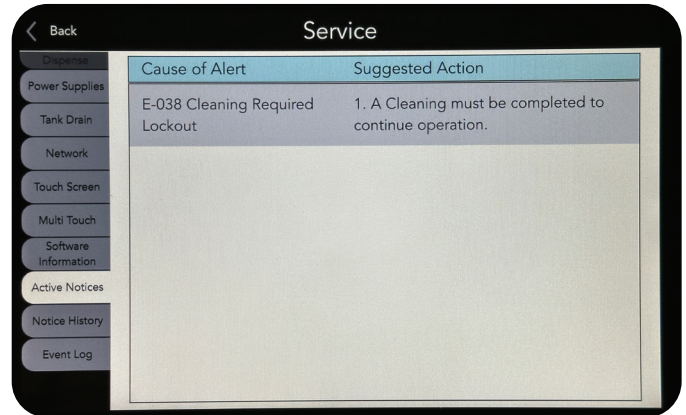 Back
Service
Dispense
Power Supplies
Tank Drain
Network
Touch Screen
Multi Touch
Software
Information
Active Notices
Notice History
Event Log
Cause of Alert Suggested Action
E-038 Cleaning Required 1. A Cleaning must be completed to
Lockout continue operation.